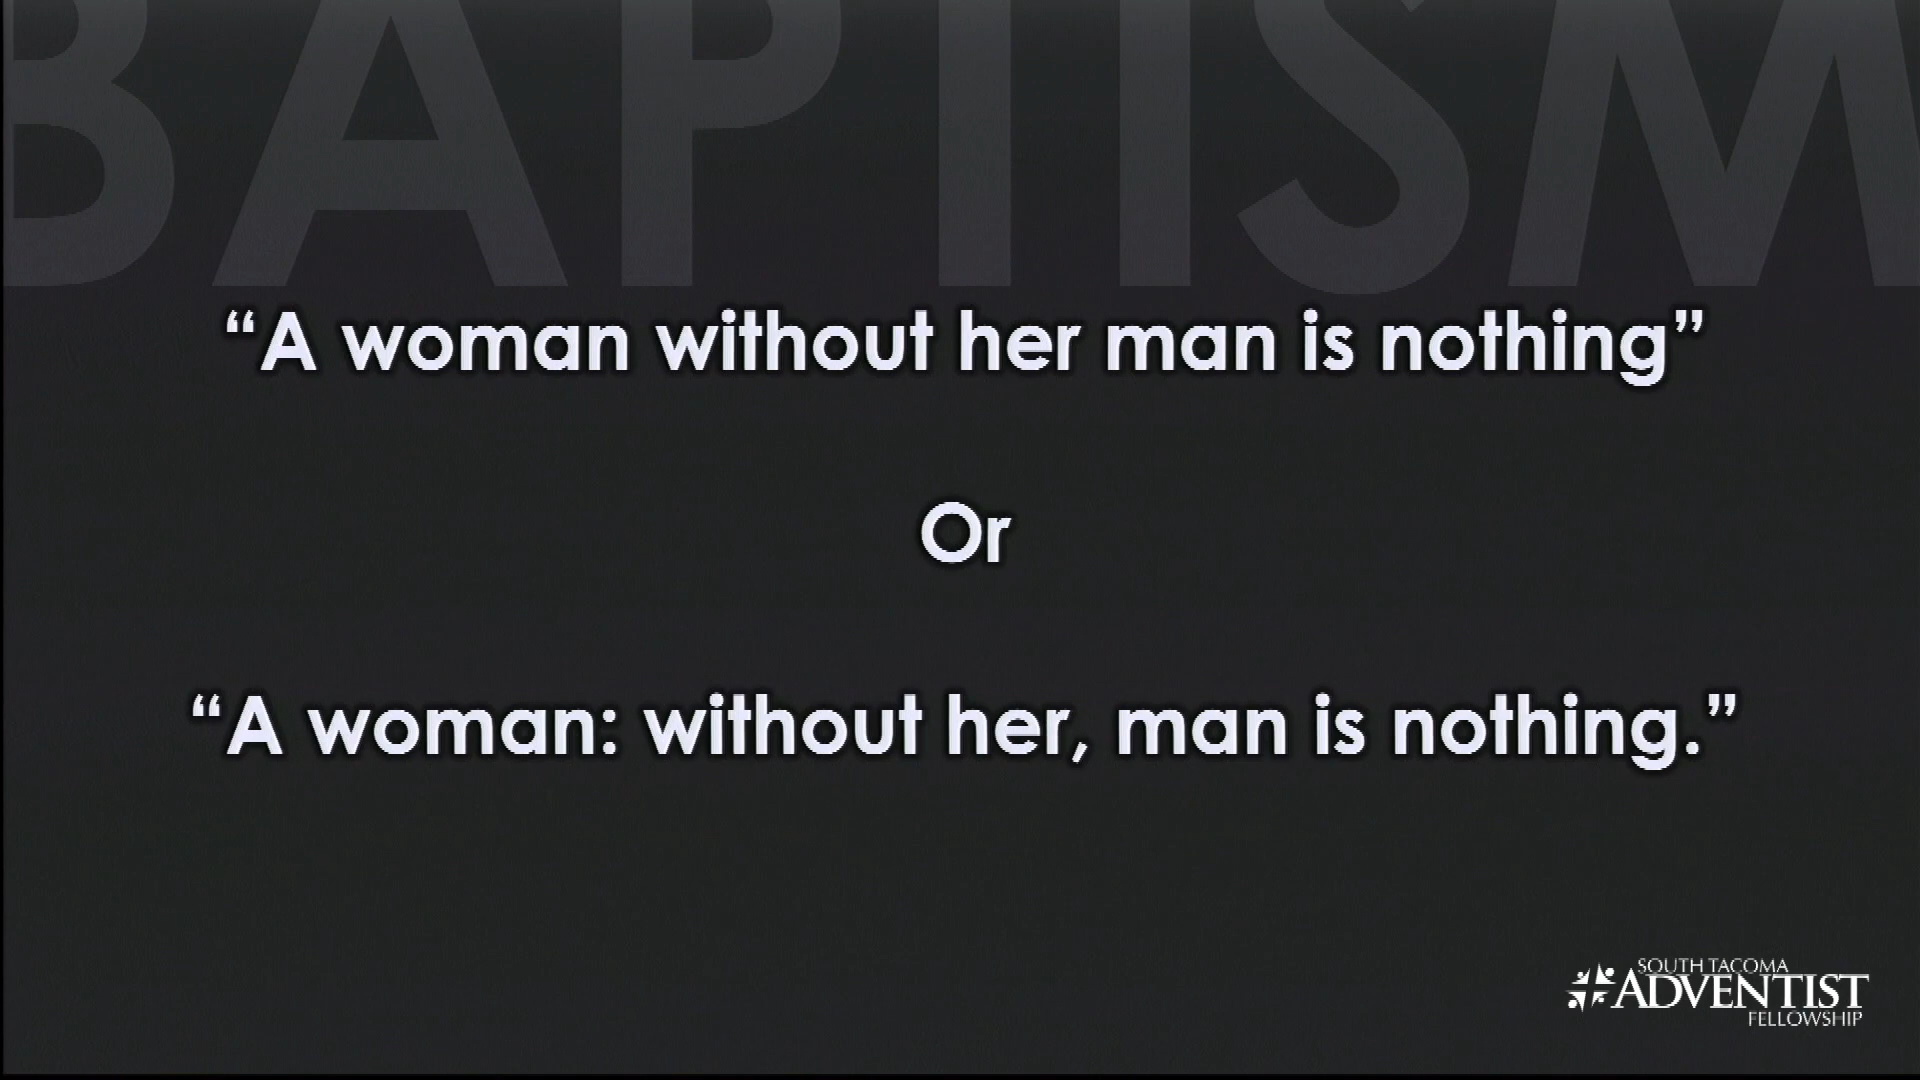 BAPTISM
“A woman without her man is nothing”
Or
“A woman: without her, man is nothing.”
SOUTH TACOMA
ADVENTIST
FELLOWSHIP